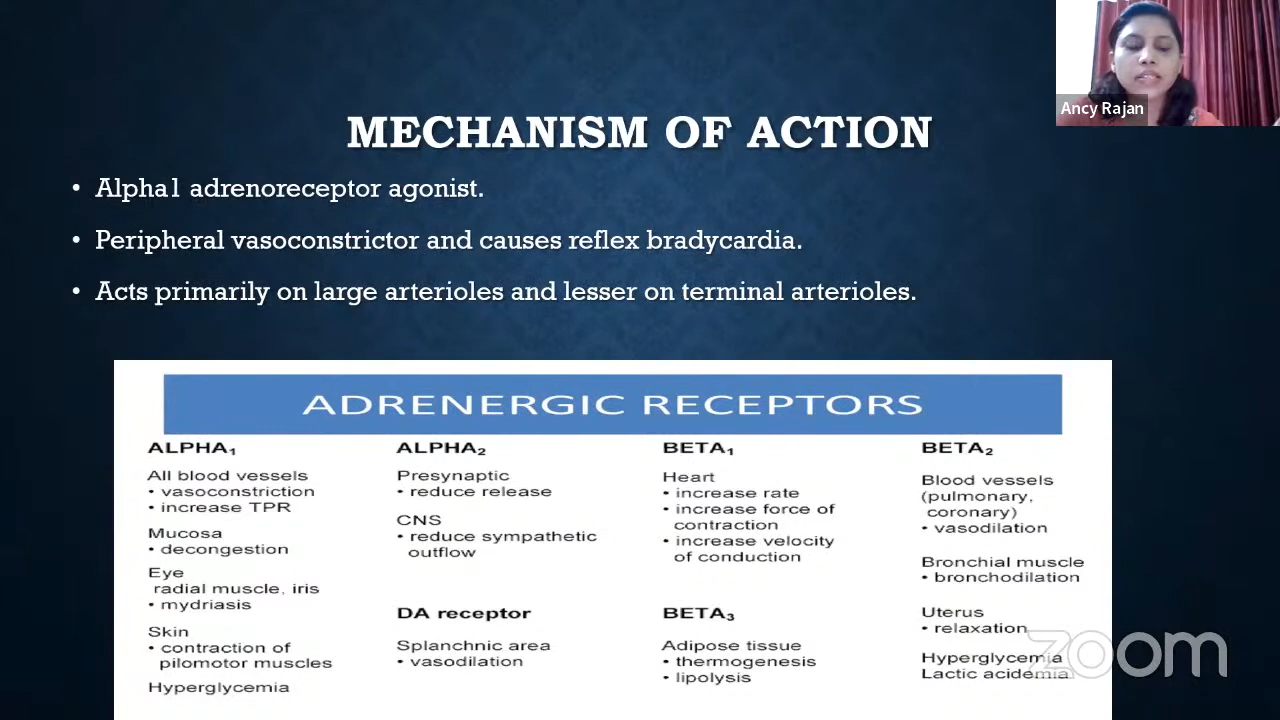 MECHANISM OF ACTION
Ancy Rajan
• Alpha1 adrenoreceptor agonist.
• Peripheral vasoconstrictor and causes reflex bradycardia.
• Acts primarily on large arterioles and lesser on terminal arterioles.
ADRENERGIC RECEPTORS
ALPHA₁
All blood vessels
• vasoconstriction
• increase TPR
Mucosa
• decongestion
Eye
radial muscle, iris
• mydriasis
Skin
• contraction of
pilomotor muscles
Hyperglycemia
ALPHA₂
Presynaptic
• reduce release
CNS
• reduce sympathetic
outflow
DA receptor
Splanchnic area
• vasodilation
BETA₁
Heart
• increase rate
• increase force of
contraction
• increase velocity
of conduction
BETA₃
Adipose tissue
• thermogenesis
• lipolysis
BETA₂
Blood vessels
(pulmonary,
coronary)
• vasodilation
Bronchial muscle
• bronchodilation
Uterus
• relaxation
Hyperglycemia
Lactic acidemia
zoom